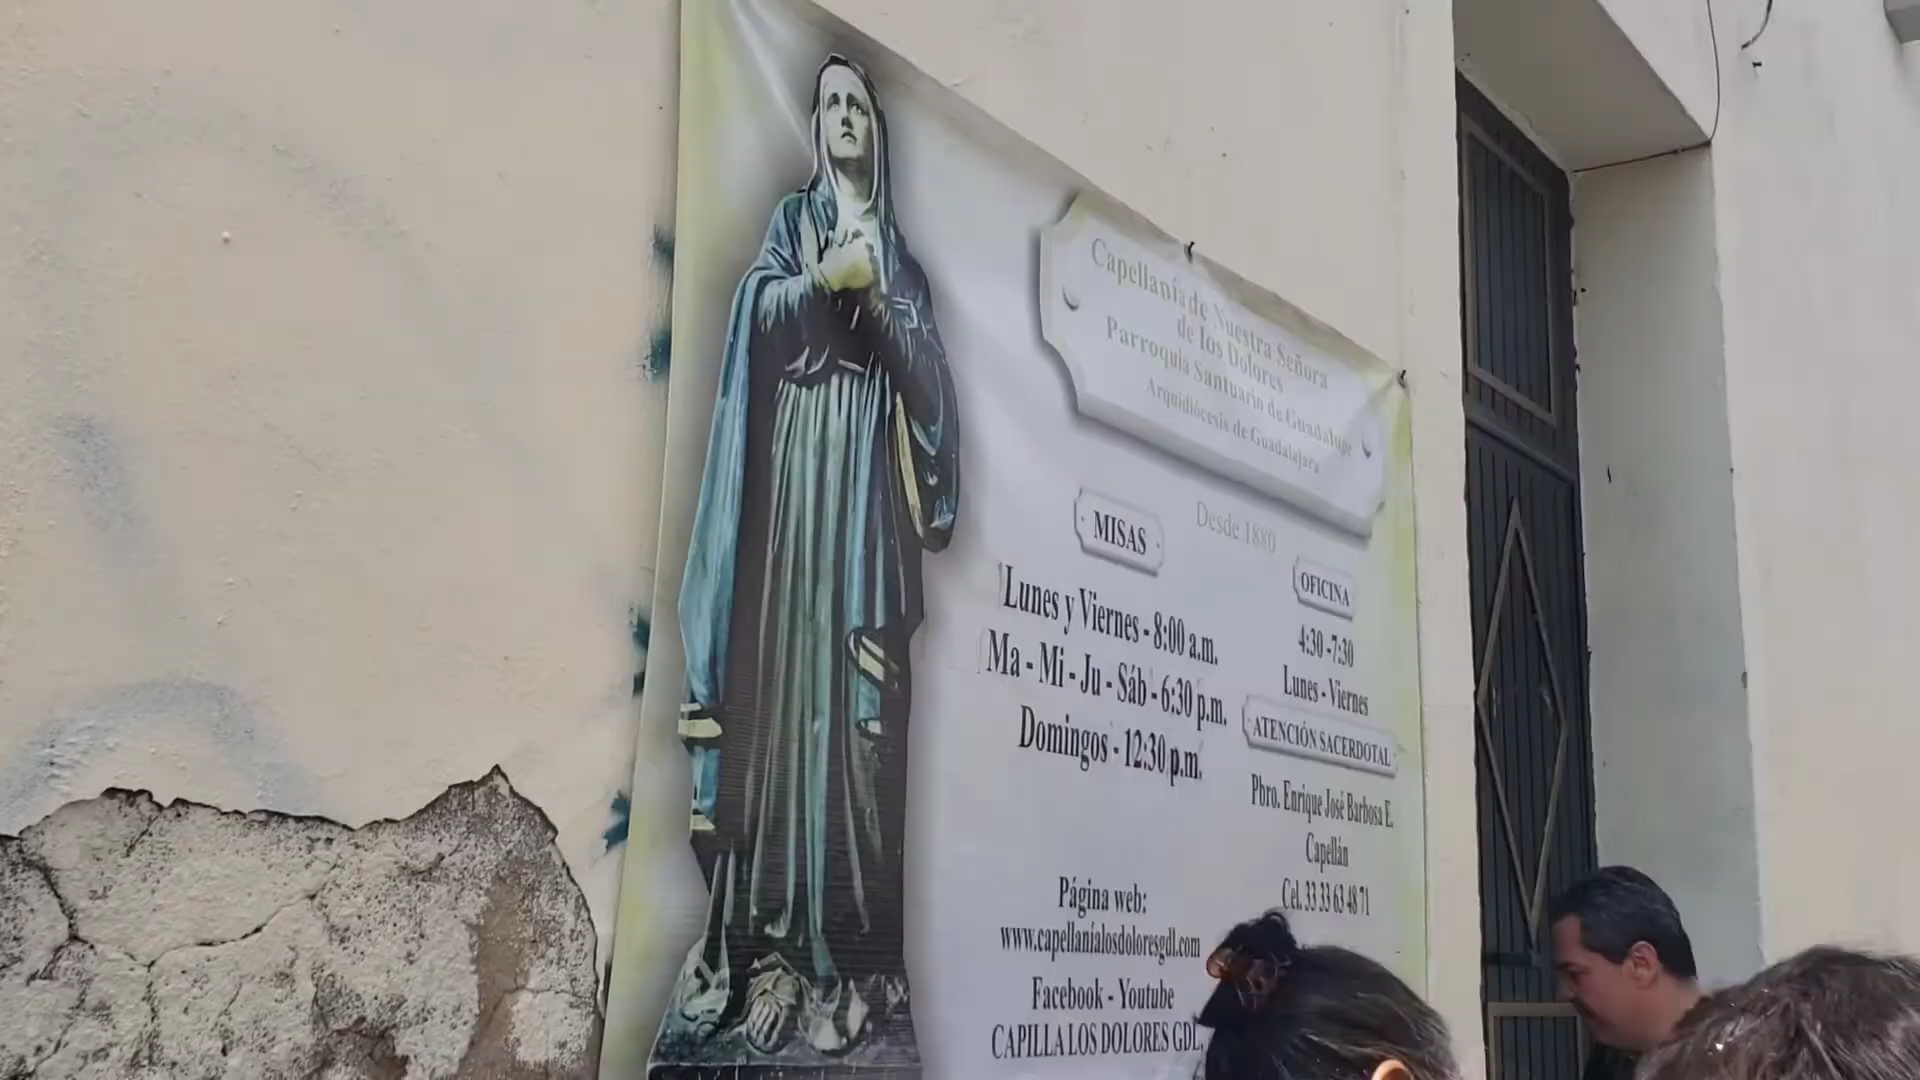 Capellanía de Nuestra Señora
de los Dolores
Parroquia Santuario de Guadalupe
Arquidiócesis de Guadalajara
Desde 1880
MISAS
Lunes y Viernes - 8:00 a.m.
Ma - Mi - Ju - Sáb - 6:30 p.m.
Domingos - 12:30 p.m.
OFICINA
4:30 -7:30
Lunes - Viernes
ATENCIÓN SACERDOTAL
Pbro. Enrique José Barbosa E.
Capellán
Cel. 33 33 63 48 71
Página web:
www.capellanialosdoloresgdl.com
Facebook - Youtube
CAPILLA LOS DOLORES GDL.